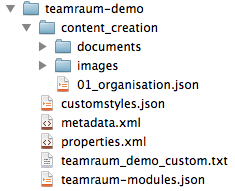 teamraum-demo
content_creation
documents
images
01_organisation.json
customstyles.json
metadata.xml
properties.xml
teamraum_demo_custom.txt
teamraum-modules.json